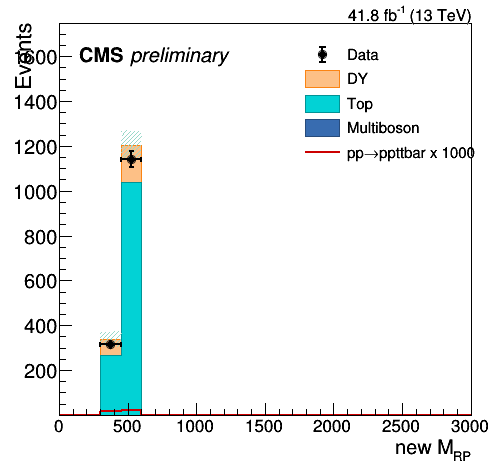 41.8 fb-1 (13 TeV)
Events
CMS preliminary
Data
DY
Top
Multiboson
pp→ppttbar x 1000
1600
1400
1200
1000
800
600
400
200
0 500 1000 1500 2000 2500 3000
new MRP